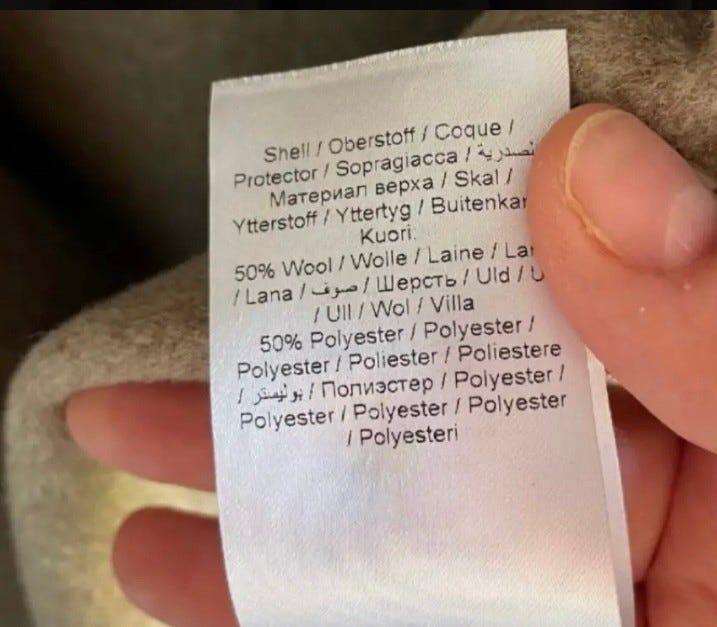 Shell / Oberstoff / Coque /
Protector / Sopragiacca / الصدرية
Материал верха / Skal /
Ytterstoff / Yttertyg / Buitenkan
Kuori:
50% Wool / Wolle / Laine / La
/ Lana / صوف / Шерсть / Uld / U
/ Ull / Wol / Villa
50% Polyester / Polyester /
Polyester / Poliester / Poliestere
/ بوليستر / Полиэстер / Polyester /
Polyester / Polyester / Polyester
/ Polyesteri